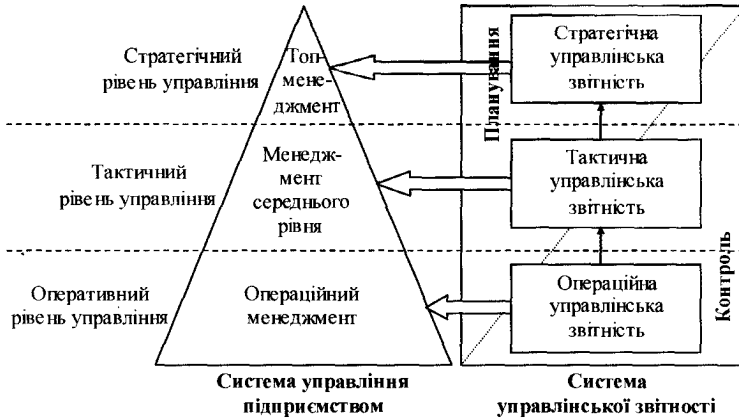 Стратегічний
рівень управління
Топ-
мене-
джмент
Планування
Стратегічна
управлінська
звітність
Тактичний
рівень управління
Менедж-
мент
середнього
рівня
Тактична
управлінська
звітність
Оперативний
рівень управління
Операційний
менеджмент
Операційна
управлінська
звітність
Контроль
Система управління
підприємством
Система
управлінської звітності